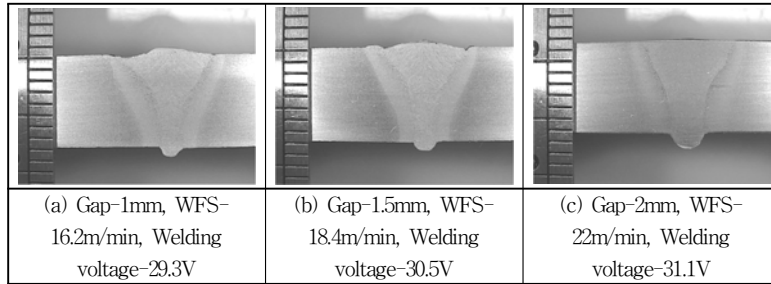 (a) Gap-1mm, WFS-
16.2m/min, Welding
voltage-29.3V
(b) Gap-1.5mm, WFS-
18.4m/min, Welding
voltage-30.5V
(c) Gap-2mm, WFS-
22m/min, Welding
voltage-31.1V